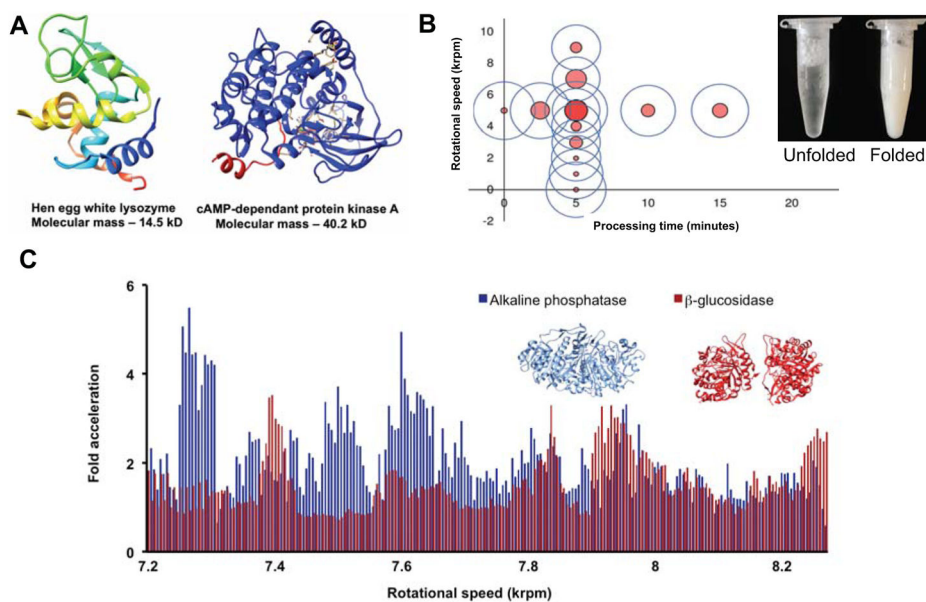 A
Hen egg white lysozyme
Molecular mass – 14.5 kD
cAMP-dependant protein kinase A
Molecular mass – 40.2 kD
B
Rotational speed (krpm)
10
8
6
4
2
0
-2
0
5
10
15
20
Processing time (minutes)
Unfolded
Folded
C
Fold acceleration
6
4
2
0
Alkaline phosphatase
β-glucosidase
7.2
7.4
7.6
7.8
8
8.2
Rotational speed (krpm)